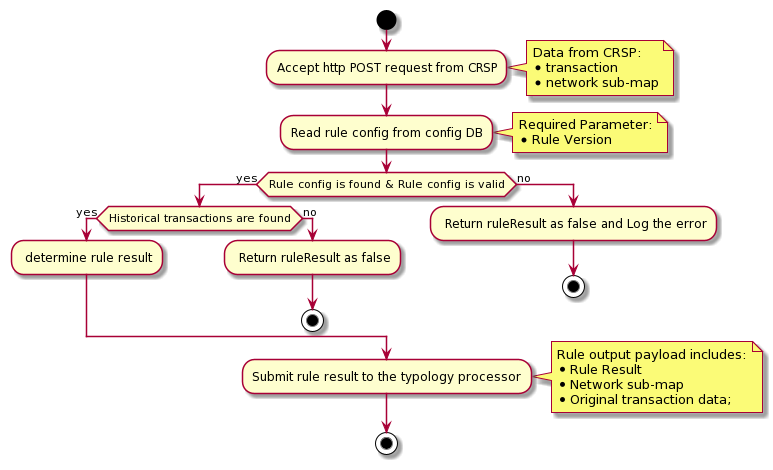 Accept http POST request from CRSP
Data from CRSP:
• transaction
• network sub-map
Read rule config from config DB
Required Parameter:
• Rule Version
yes
Rule config is found & Rule config is valid
no
yes
Historical transactions are found
no
Return ruleResult as false and Log the error
determine rule result
Return ruleResult as false
Submit rule result to the typology processor
Rule output payload includes:
• Rule Result
• Network sub-map
• Original transaction data;